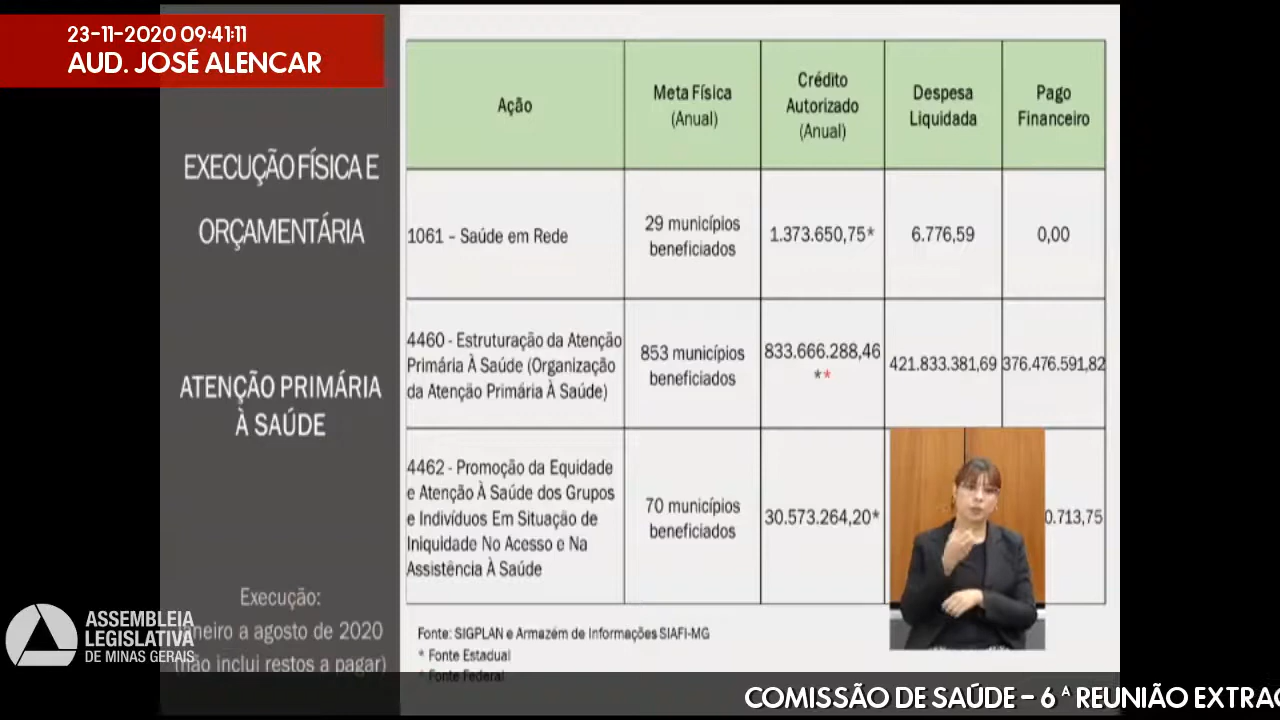 23-11-2020 09:41:11
AUD. JOSÉ ALENCAR
EXECUÇÃO FÍSICA E
ORÇAMENTÁRIA
ATENÇÃO PRIMÁRIA
À SAÚDE
Execução:
neiro a agosto de 2020
(não inclui restos a pagar)
Ação
Meta Física
(Anual)
Crédito
Autorizado
(Anual)
Despesa
Liquidada
Pago
Financeiro
1061 – Saúde em Rede
29 municípios
beneficiados
1.373.650,75*
6.776,59
0,00
4460 - Estruturação da Atenção
Primária À Saúde (Organização
da Atenção Primária À Saúde)
853 municípios
beneficiados
833.666.288,46
**
421.833.381,69
376.476.591,82
4462 - Promoção da Equidade
e Atenção À Saúde dos Grupos
e Indivíduos Em Situação de
Iniquidade No Acesso e Na
Assistência À Saúde
70 municípios
beneficiados
30.573.264,20*
0.713,75
Fonte: SIGPLAN e Armazém de Informações SIAFI-MG
* Fonte Estadual
* Fonte Federal
ASSEMBLEIA
LEGISLATIVA
DE MINAS GERAIS
COMISSÃO DE SAÚDE – 6ª REUNIÃO EXTRAO